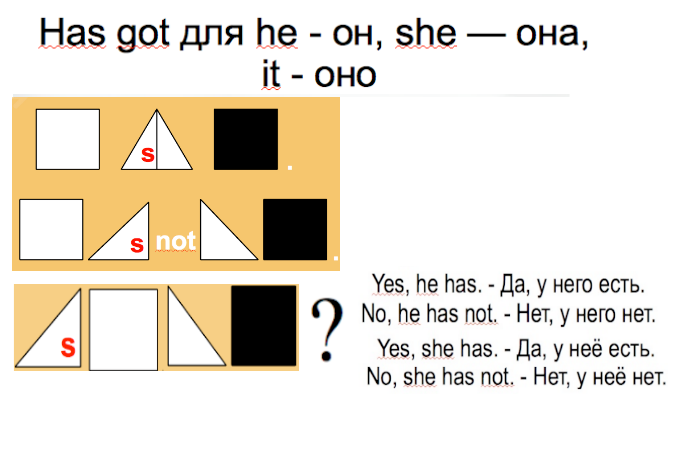 Has got для he - он, she — она,
it - оно
s
.
s not
.
s
?
Yes, he has. - Да, у него есть.
No, he has not. - Нет, у него нет.
Yes, she has. - Да, у неё есть.
No, she has not. - Нет, у неё нет.